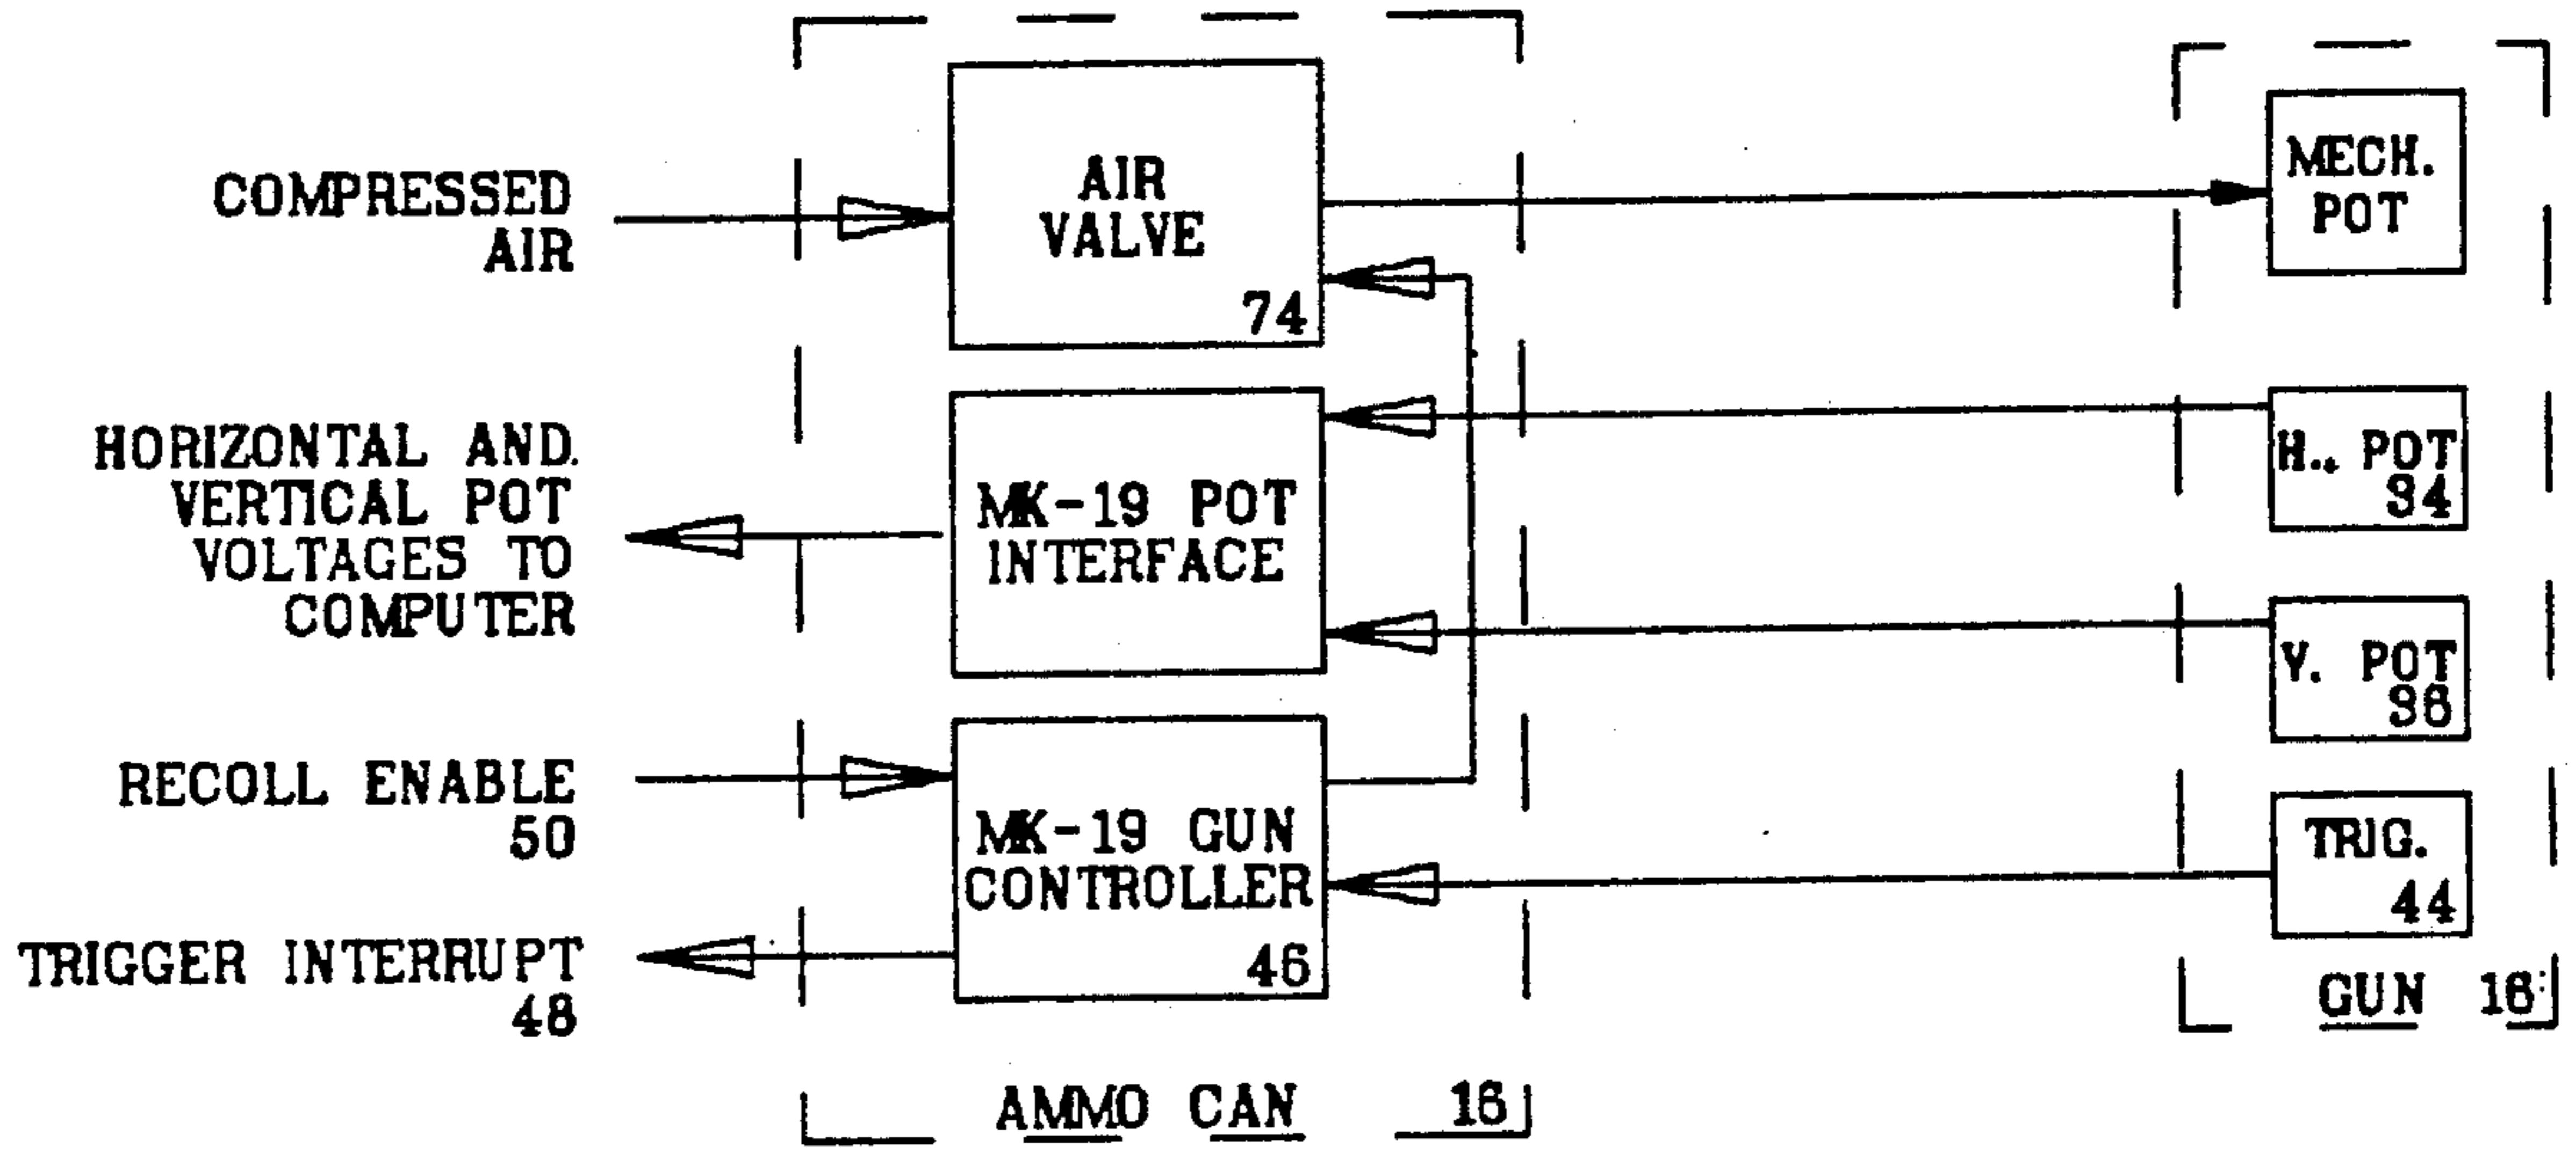 COMPRESSED
AIR
HORIZONTAL AND
VERTICAL POT
VOLTAGES TO
COMPUTER
RECOLL ENABLE
50
TRIGGER INTERRUPT
48
AIR
VALVE
74
MK-19 POT
INTERFACE
MK-19 GUN
CONTROLLER
46
AMMO CAN 16
MECH.
POT
H. POT
34
V. POT
36
TRIG.
44
GUN 16